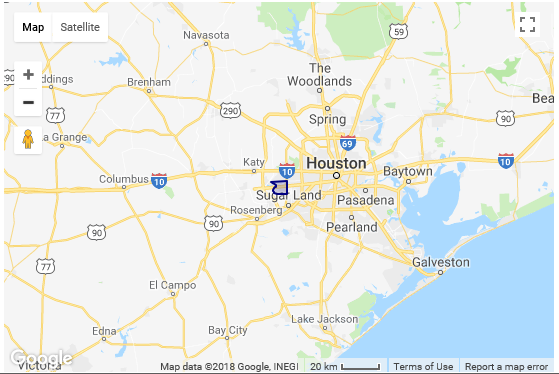 Map
Satellite
Navasota
59
The
Woodlands
ddings
Brenham
77
290
Spring
Bea
90
a Grange
69
Katy
10
Houston
10
Columbus
10
Baytown
Sugar Land
Pasadena
Rosenberg
90
Pearland
90
77
Galveston
El Campo
Lake Jackson
Edna
Bay City
Victoria
Google
Map data ©2018 Google, INEGI
20 km
Terms of Use
Report a map error